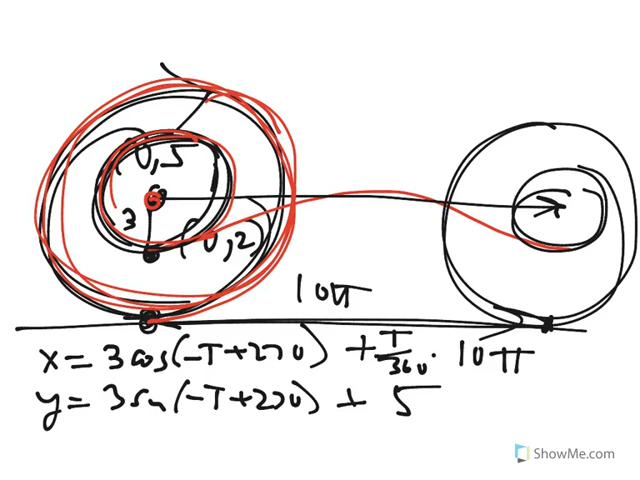 (0,5
3
(0,2)
10π
x = 3cos(-T+270) + T/360 · 10π
y = 3sin(-T+270) + 5
ShowMe.com